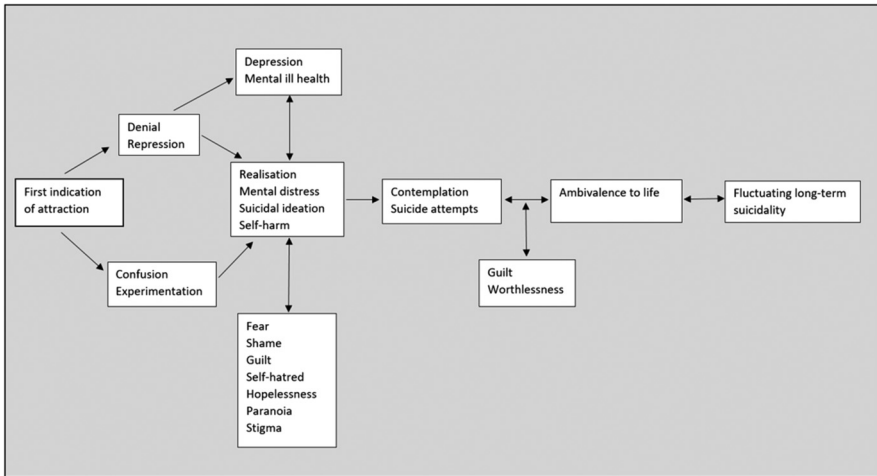 Depression
Mental ill health
Denial
Repression
First indication
of attraction
Realisation
Mental distress
Suicidal ideation
Self-harm
Contemplation
Suicide attempts
Ambivalence to life
Fluctuating long-term
suicidality
Confusion
Experimentation
Guilt
Worthlessness
Fear
Shame
Guilt
Self-hatred
Hopelessness
Paranoia
Stigma